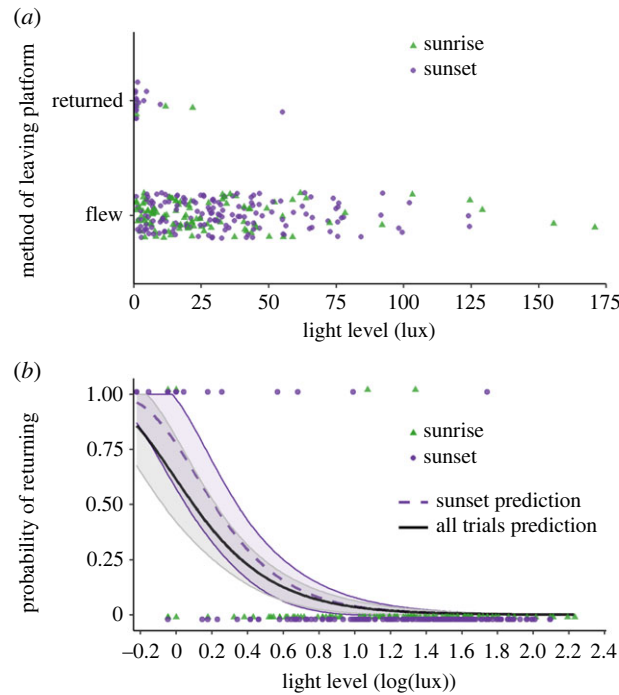 (a)
sunrise
sunset
returned
flew
method of leaving platform
0 25 50 75 100 125 150 175
light level (lux)
(b)
1.00
0.75
0.50
0.25
0
probability of returning
sunrise
sunset
sunset prediction
all trials prediction
−0.2 0 0.2 0.4 0.6 0.8 1.0 1.2 1.4 1.6 1.8 2.0 2.2 2.4
light level (log(lux))